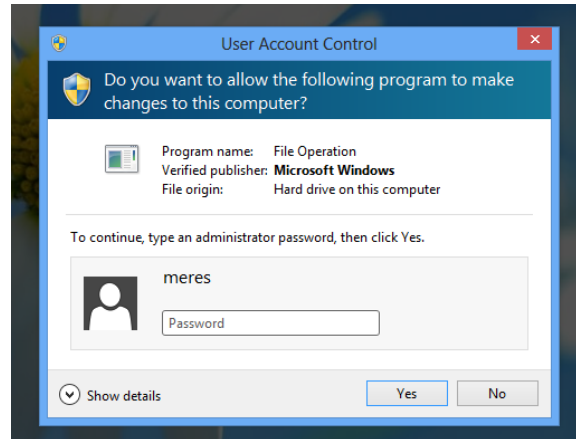 User Account Control
Do you want to allow the following program to make
changes to this computer?
Program name: File Operation
Verified publisher: Microsoft Windows
File origin: Hard drive on this computer
To continue, type an administrator password, then click Yes.
meres
Password
Show details
Yes
No